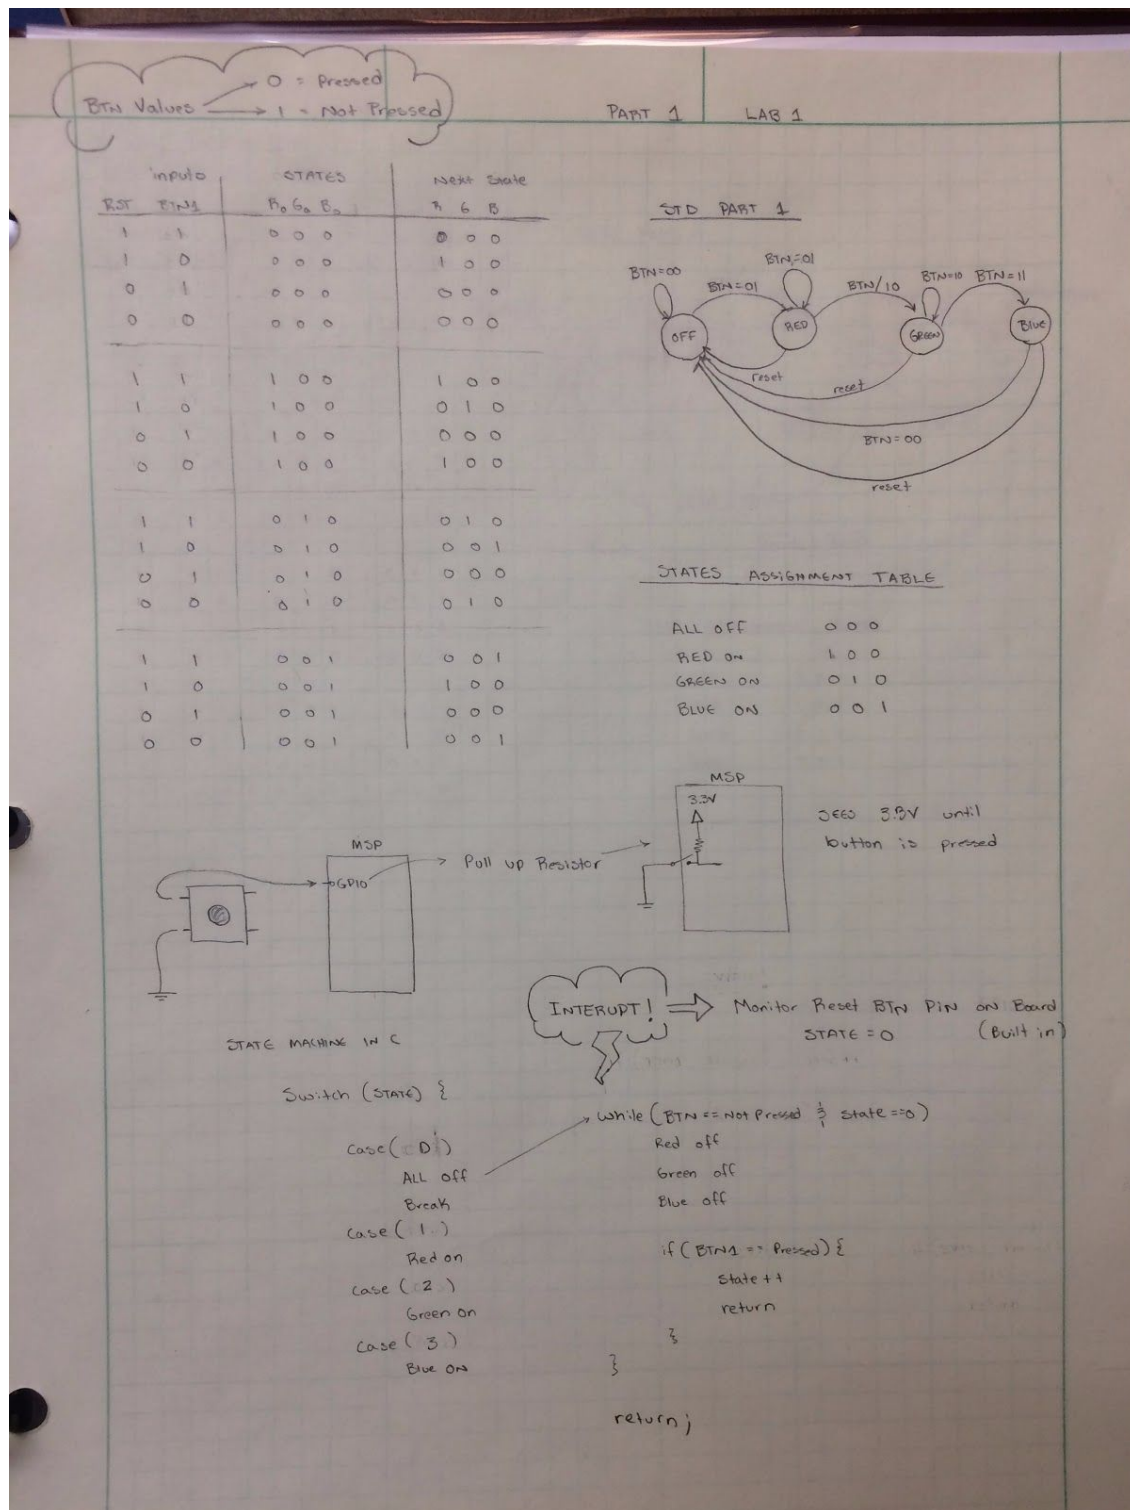 BTN Values → 0 = Pressed
→ 1 = Not Pressed
PART 1 LAB 1
inputs STATES Next State
RST BTN1 R₀ G₀ B₀ R G B
1 1 0 0 0 0 0 0
1 0 0 0 0 1 0 0
0 1 0 0 0 0 0 0
0 0 0 0 0 0 0 0
1 1 1 0 0 1 0 0
1 0 1 0 0 0 1 0
0 1 1 0 0 0 0 0
0 0 1 0 0 1 0 0
1 1 0 1 0 0 1 0
1 0 0 1 0 0 0 1
0 1 0 1 0 0 0 0
0 0 0 1 0 0 1 0
1 1 0 0 1 0 0 1
1 0 0 0 1 1 0 0
0 1 0 0 1 0 0 0
0 0 0 0 1 0 0 1
STD PART 1
BTN=00
BTN=01
BTN=01
BTN/10
BTN=10
BTN=11
OFF
RED
GREEN
Blue
reset
reset
BTN=00
reset
STATES ASSIGNMENT TABLE
ALL OFF 0 0 0
RED ON 1 0 0
GREEN ON 0 1 0
BLUE ON 0 0 1
MSP
GPIO
Pull up Resistor
MSP
3.3V
SEES 3.3V until
button is pressed
INTERUPT! ⇒ Monitor Reset BTN PIN ON Board
STATE = 0 (Built in)
STATE MACHINE IN C
Switch (STATE) {
case( 0 )
ALL off
Break
case( 1 )
Red on
case ( 2 )
Green on
case( 3 )
Blue ON
while (BTN == Not Pressed & state ==0)
Red off
Green off
Blue off
if (BTN1 == Pressed) {
state ++
return
}
}
return;